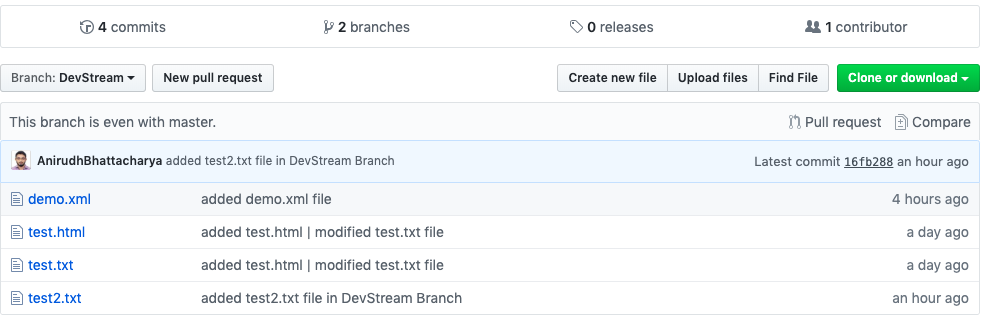 4 commits 2 branches 0 releases 1 contributor
Branch: DevStream New pull request Create new file Upload files Find File Clone or download
This branch is even with master. Pull request Compare
AnirudhBhattacharya added test2.txt file in DevStream Branch Latest commit 16fb288 an hour ago
demo.xml added demo.xml file 4 hours ago
test.html added test.html | modified test.txt file a day ago
test.txt added test.html | modified test.txt file a day ago
test2.txt added test2.txt file in DevStream Branch an hour ago